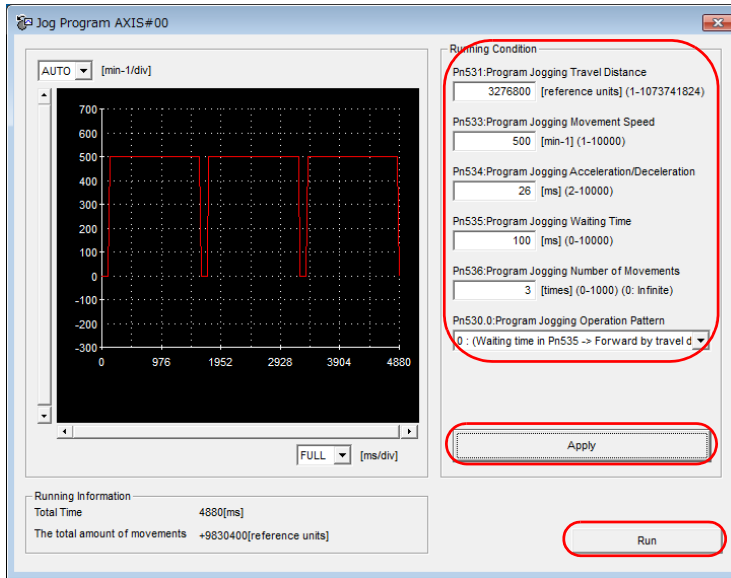 Jog Program AXIS#00
AUTO [min-1/div]
700
600
500
400
300
200
100
0
-100
-200
-300
0 976 1952 2928 3904 4880
FULL [ms/div]
Running Information
Total Time 4880[ms]
The total amount of movements +9830400[reference units]
Running Condition
Pn531:Program Jogging Travel Distance
3276800 [reference units] (1-1073741824)
Pn533:Program Jogging Movement Speed
500 [min-1] (1-10000)
Pn534:Program Jogging Acceleration/Deceleration
26 [ms] (2-10000)
Pn535:Program Jogging Waiting Time
100 [ms] (0-10000)
Pn536:Program Jogging Number of Movements
3 [times] (0-1000) (0: Infinite)
Pn530.0:Program Jogging Operation Pattern
0 : (Waiting time in Pn535 -> Forward by travel d
Apply
Run